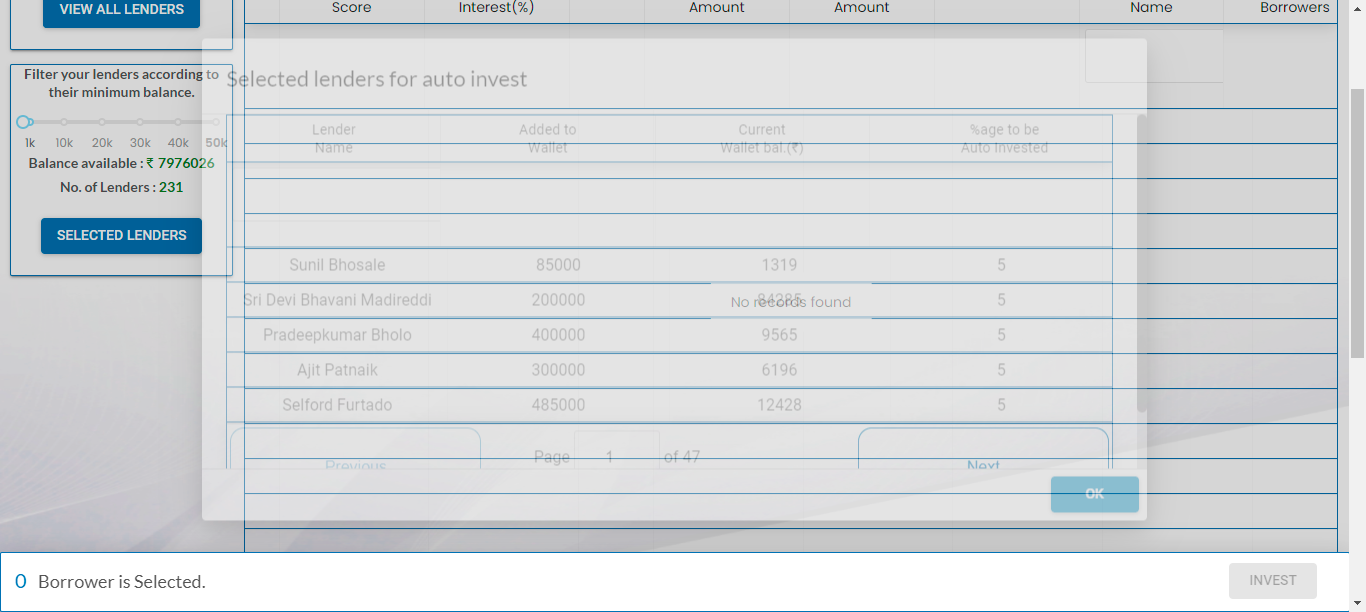 VIEW ALL LENDERS
Score Interest(%) Amount Amount Name Borrowers
Filter your lenders according to
their minimum balance.
1k 10k 20k 30k 40k 50k
Balance available : ₹ 7976026
No. of Lenders : 231
SELECTED LENDERS
Selected lenders for auto invest
Lender Added to Current %age to be
Name Wallet Wallet bal.(₹) Auto Invested
Sunil Bhosale 85000 1319 5
Sri Devi Bhavani Madireddi 200000 84285 5
No records found
Pradeepkumar Bholo 400000 9565 5
Ajit Patnaik 300000 6196 5
Selford Furtado 485000 12428 5
Previous Page 1 of 47 Next
OK
0 Borrower is Selected.
INVEST